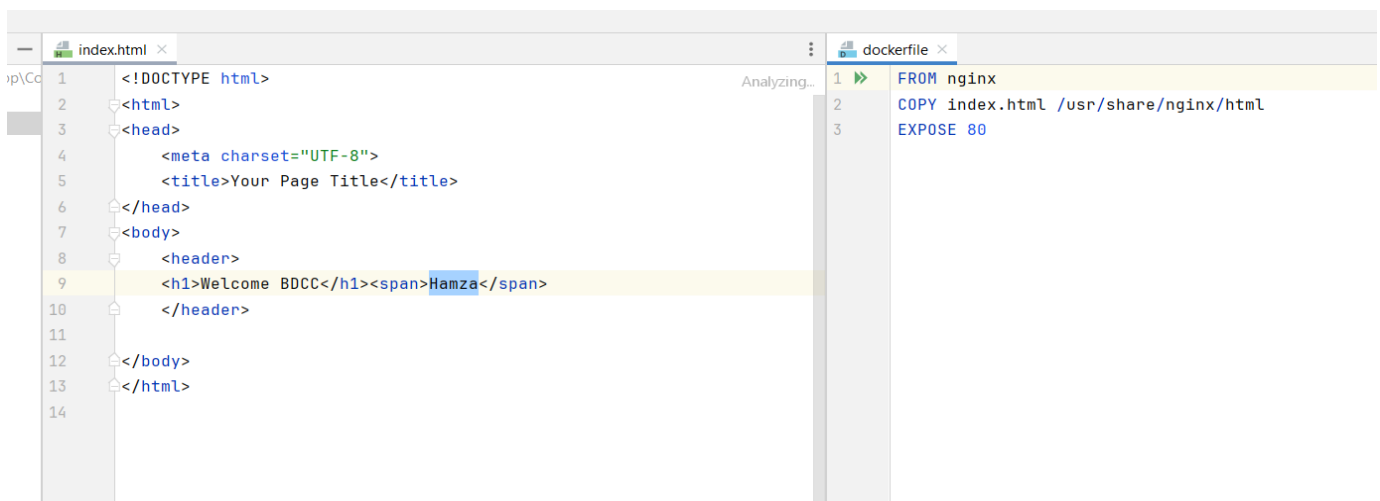 index.html
dockerfile
op\Co
1 <!DOCTYPE html>
Analyzing...
2 <html>
3 <head>
4 <meta charset="UTF-8">
5 <title>Your Page Title</title>
6 </head>
7 <body>
8 <header>
9 <h1>Welcome BDCC</h1><span>Hamza</span>
10 </header>
11
12 </body>
13 </html>
14
1 FROM nginx
2 COPY index.html /usr/share/nginx/html
3 EXPOSE 80